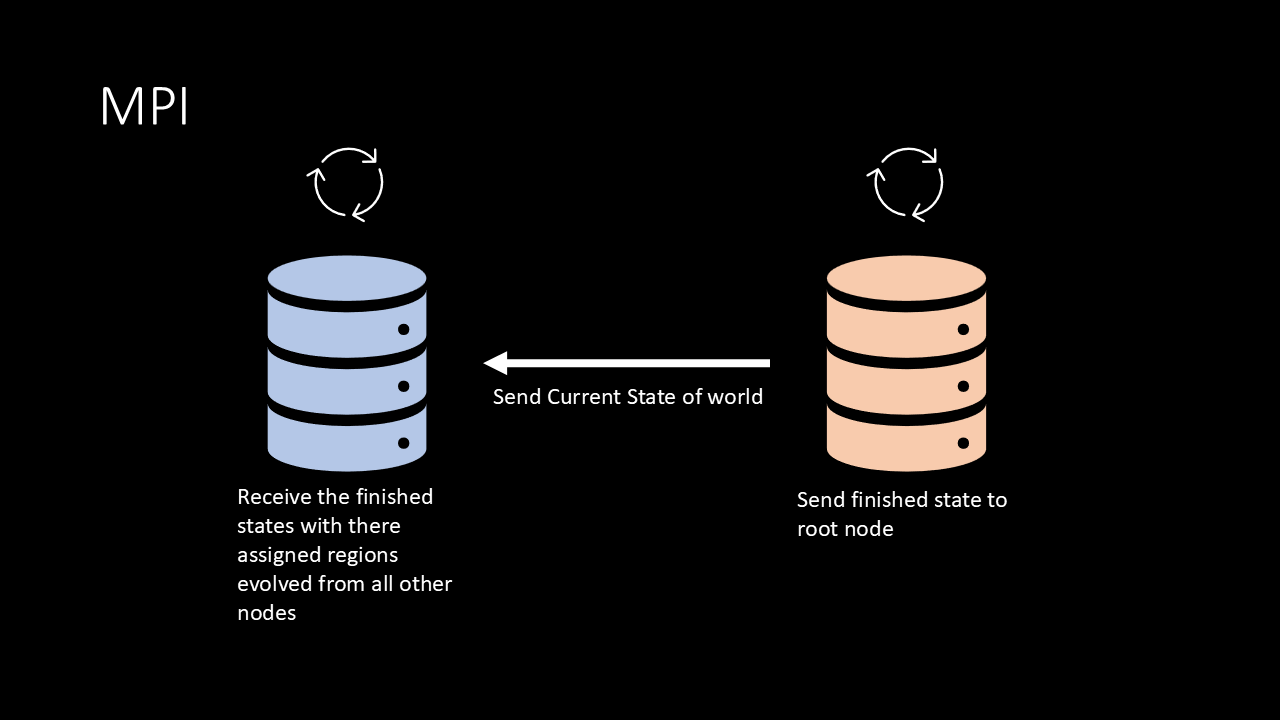 MPI
Send Current State of world
Receive the finished
states with there
assigned regions
evolved from all other
nodes
Send finished state to
root node